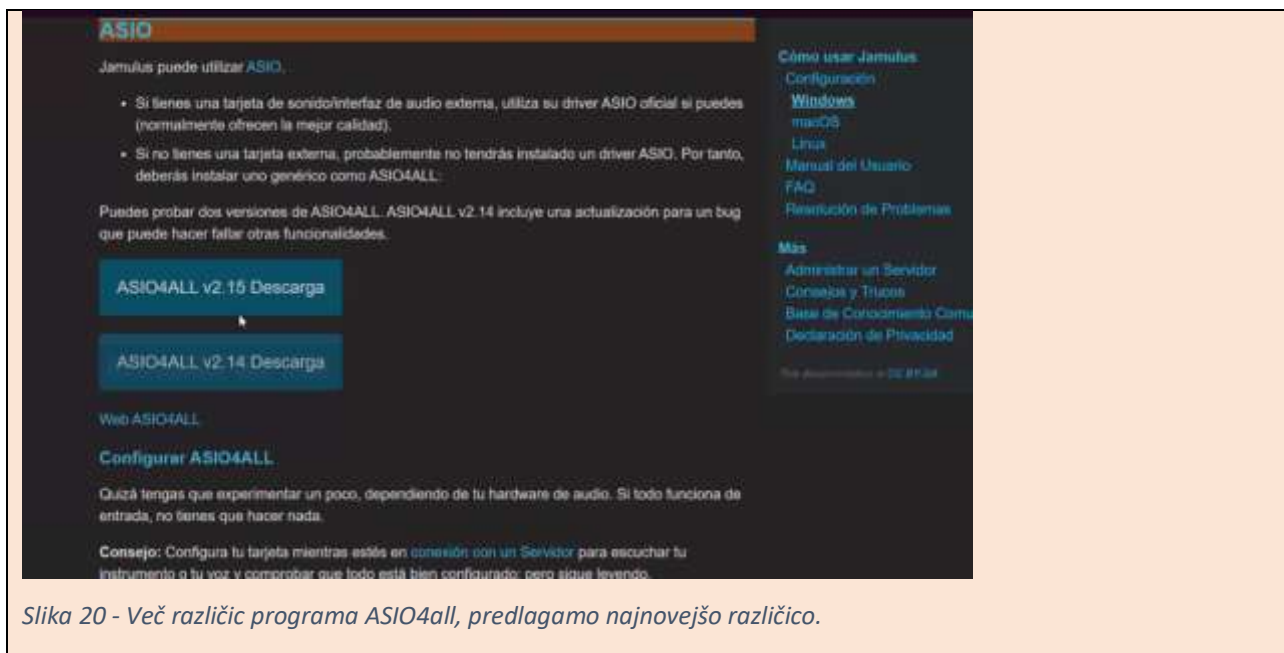 ASIO
Jamulus puede utilizar ASIO.
• Si tienes una tarjeta de sonido/interfaz de audio externa, utiliza su driver ASIO oficial si puedes
(normalmente ofrecen la mejor calidad).
• Si no tienes una tarjeta externa, probablemente no tendrás instalado un driver ASIO. Por tanto,
deberás instalar uno genérico como ASIO4ALL:
Puedes probar dos versiones de ASIO4ALL. ASIO4ALL v2.14 incluye una actualización para un bug
que puede hacer fallar otras funcionalidades.
ASIO4ALL v2.15 Descarga
ASIO4ALL v2.14 Descarga
Web ASIO4ALL
Configurar ASIO4ALL
Quizá tengas que experimentar un poco, dependiendo de tu hardware de audio. Si todo funciona de
entrada, no tienes que hacer nada.
Consejo: Configura tu tarjeta mientras estés en conexión con un Servidor para escuchar tu
instrumento o tu voz y comprobar que todo está bien configurado; pero sigue leyendo.
Cómo usar Jamulus
Configuración
Windows
macOS
Linux
Manual del Usuario
FAQ
Resolución de Problemas
Más
Administrar un Servidor
Consejos y Trucos
Base de Conocimiento Comu
Declaración de Privacidad
Slika 20 - Več različic programa ASIO4all, predlagamo najnovejšo različico.